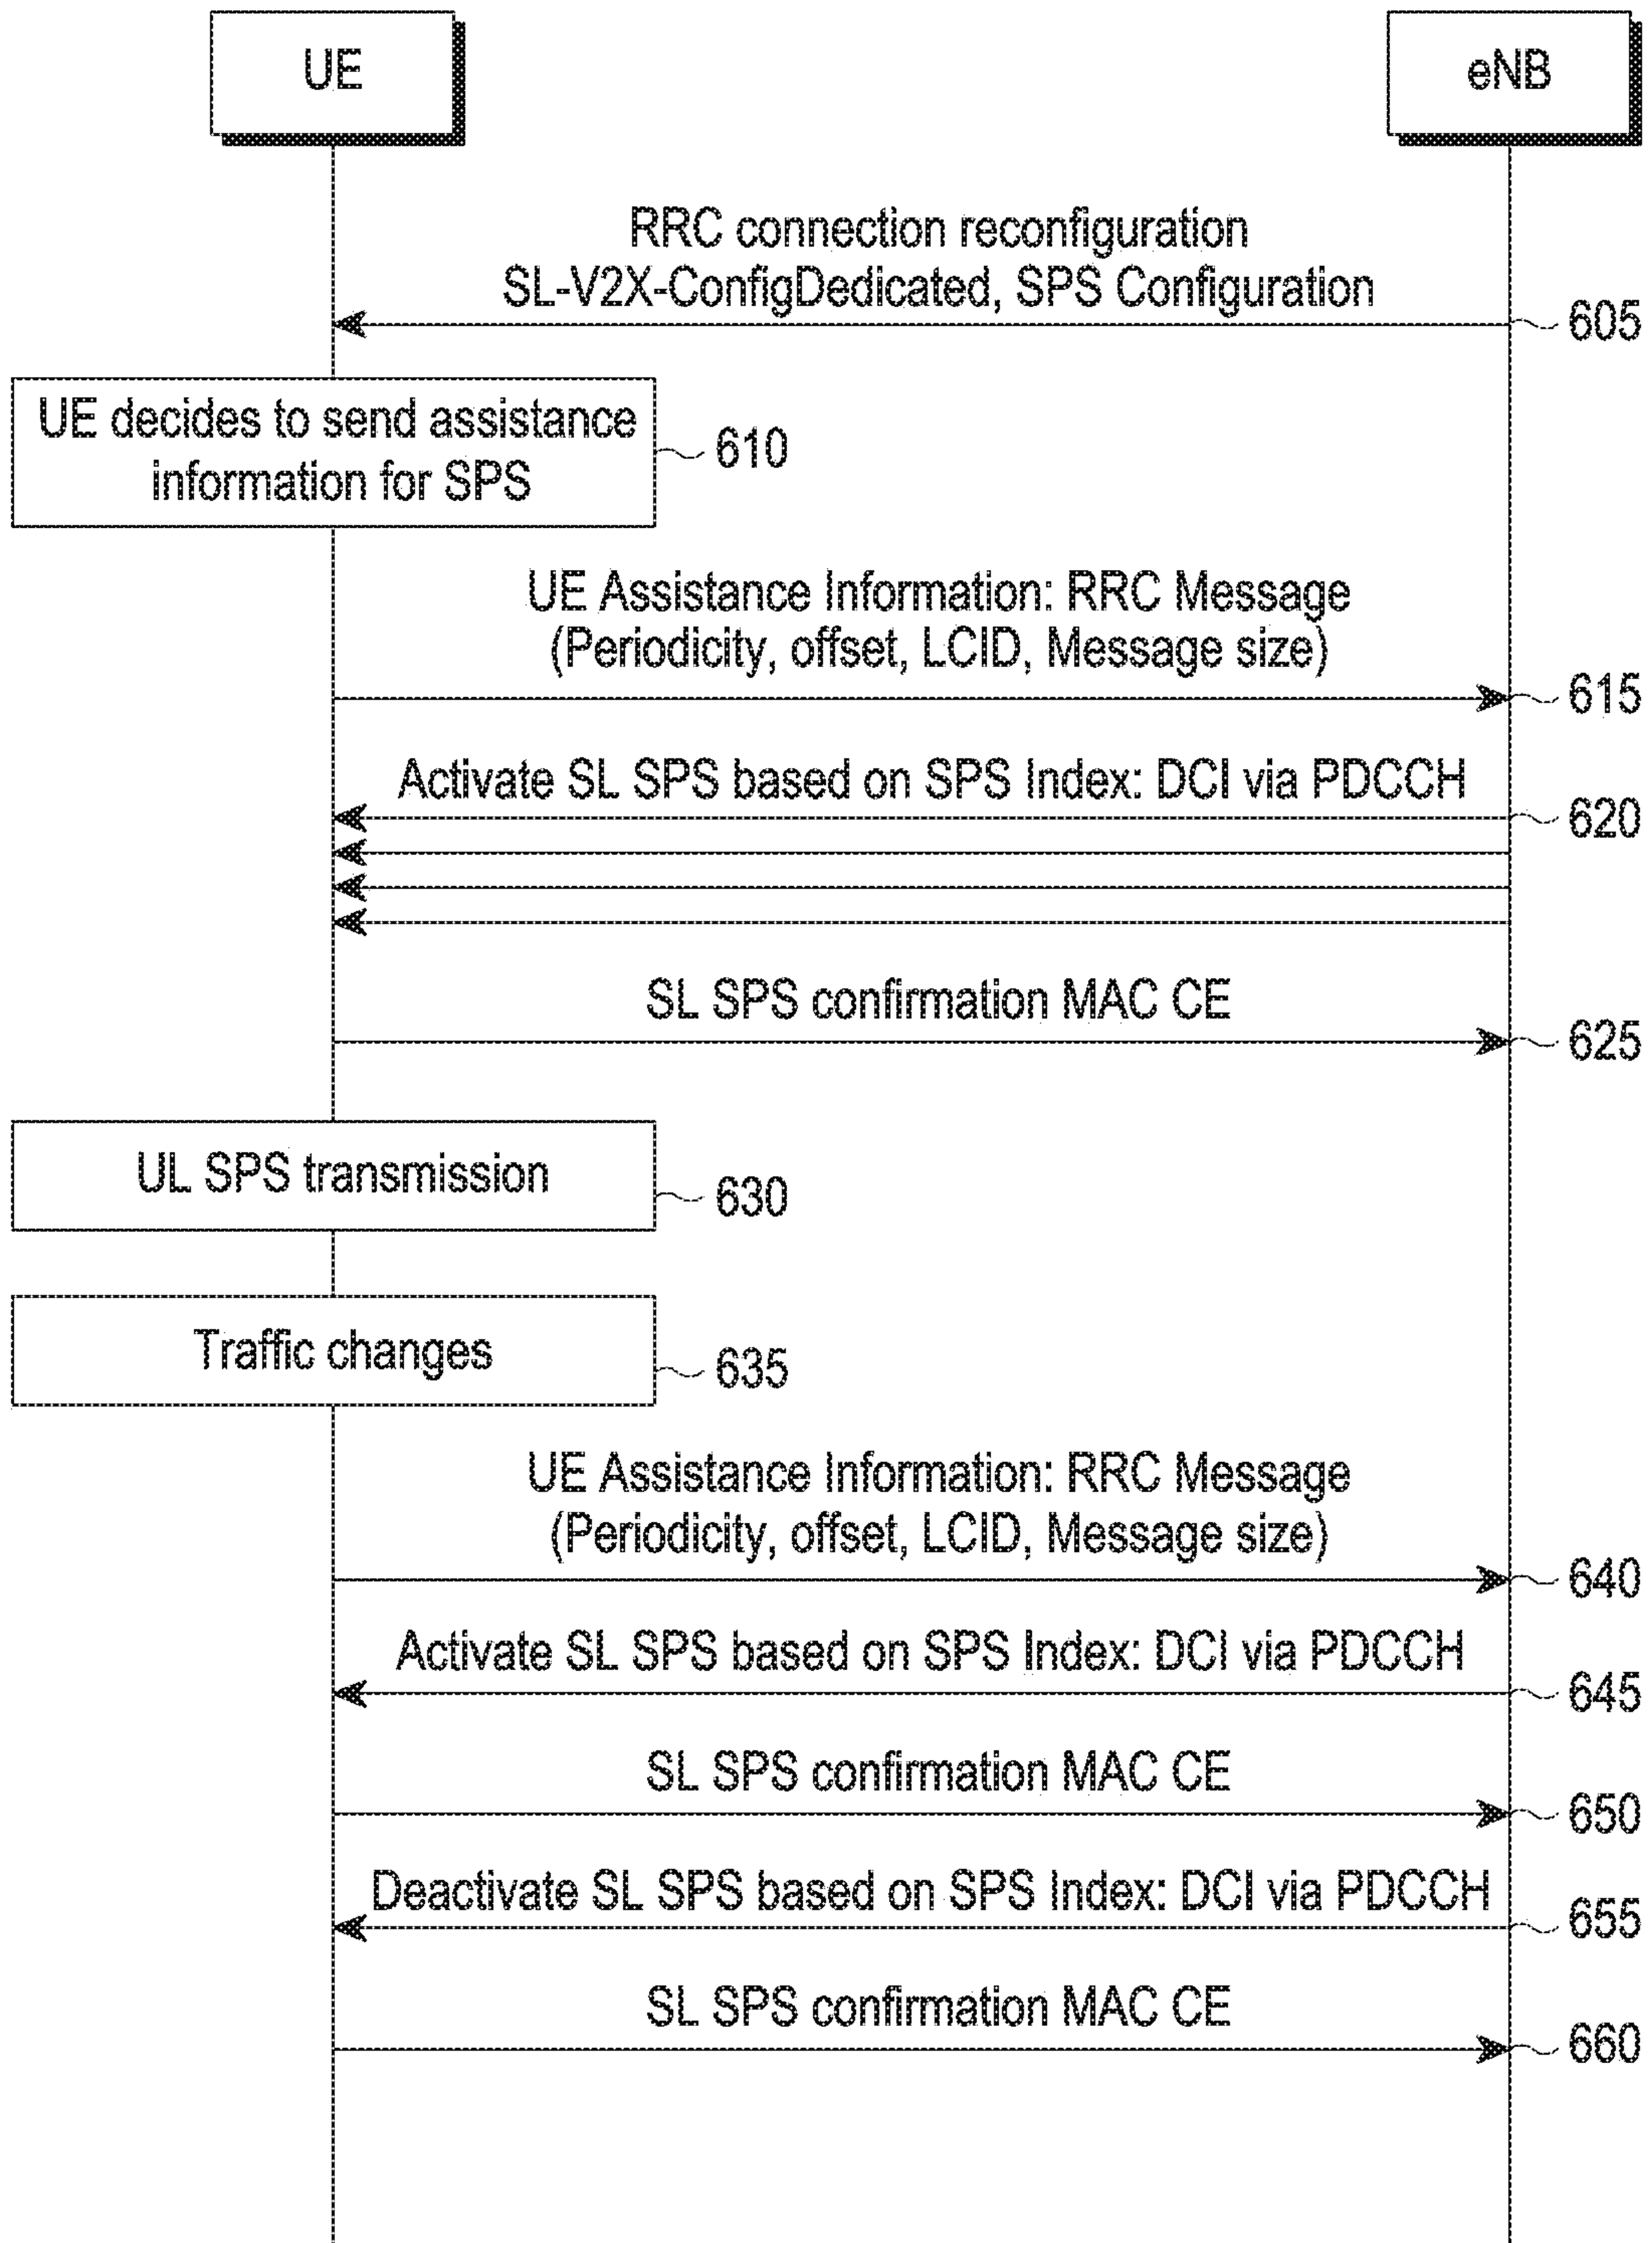 UE
eNB
RRC connection reconfiguration
SL-V2X-ConfigDedicated, SPS Configuration
605
UE decides to send assistance
information for SPS
610
UE Assistance Information: RRC Message
(Periodicity, offset, LCID, Message size)
615
Activate SL SPS based on SPS Index: DCI via PDCCH
620
SL SPS confirmation MAC CE
625
UL SPS transmission
630
Traffic changes
635
UE Assistance Information: RRC Message
(Periodicity, offset, LCID, Message size)
640
Activate SL SPS based on SPS Index: DCI via PDCCH
645
SL SPS confirmation MAC CE
650
Deactivate SL SPS based on SPS Index: DCI via PDCCH
655
SL SPS confirmation MAC CE
660